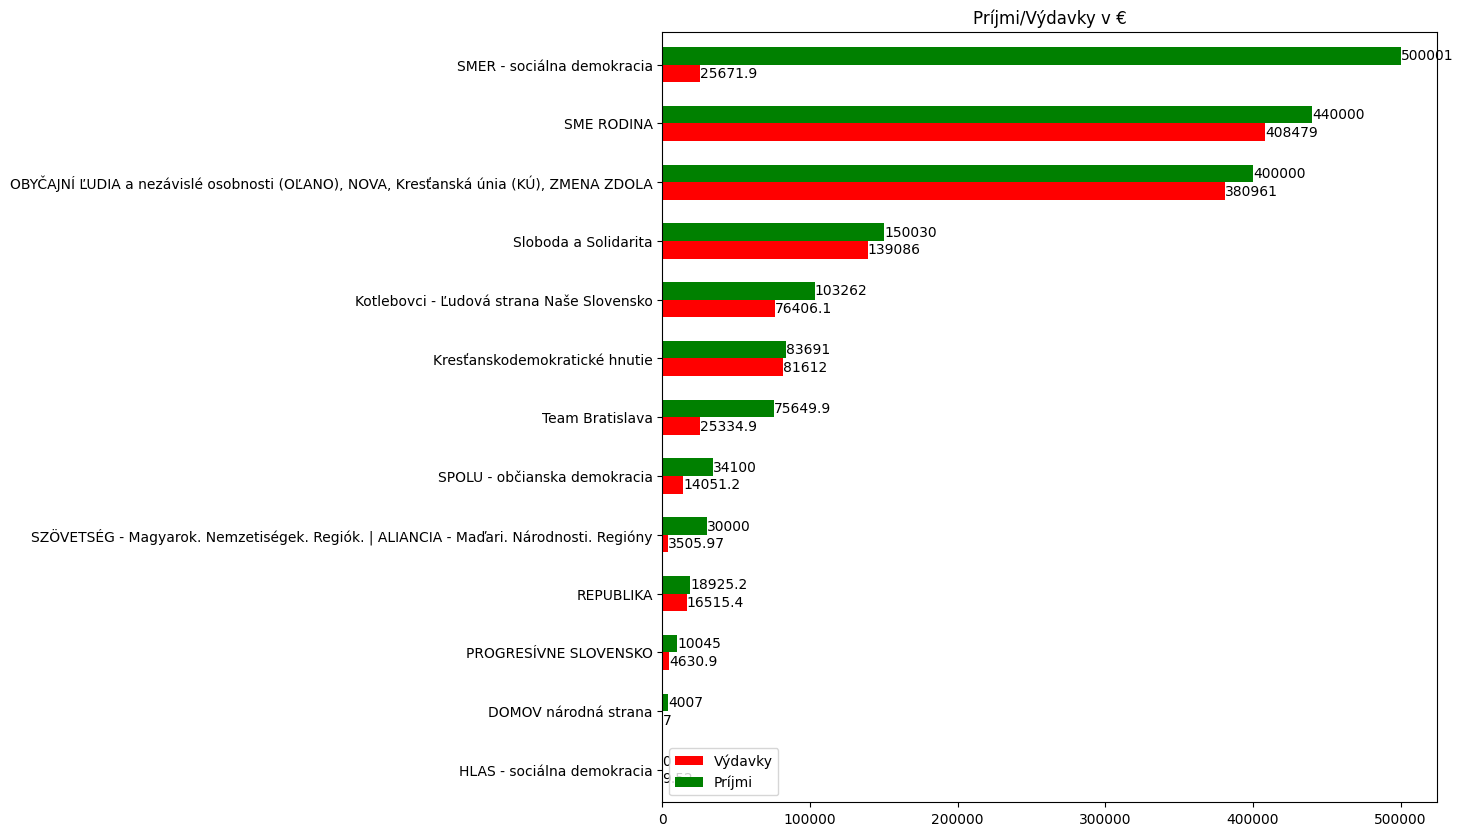 Príjmi/Výdavky v €
SMER - sociálna demokracia
500001
25671.9
SME RODINA
440000
408479
OBYČAJNÍ ĽUDIA a nezávislé osobnosti (OĽANO), NOVA, Kresťanská únia (KÚ), ZMENA ZDOLA
400000
380961
Sloboda a Solidarita
150030
139086
Kotlebovci - Ľudová strana Naše Slovensko
103262
76406.1
Kresťanskodemokratické hnutie
83691
81612
Team Bratislava
75649.9
25334.9
SPOLU - občianska demokracia
34100
14051.2
SZÖVETSÉG - Magyarok. Nemzetiségek. Regiók. | ALIANCIA - Maďari. Národnosti. Regióny
30000
3505.97
REPUBLIKA
18925.2
16515.4
PROGRESÍVNE SLOVENSKO
10045
4630.9
DOMOV národná strana
4007
7
HLAS - sociálna demokracia
0
Výdavky
Príjmi
0 100000 200000 300000 400000 500000